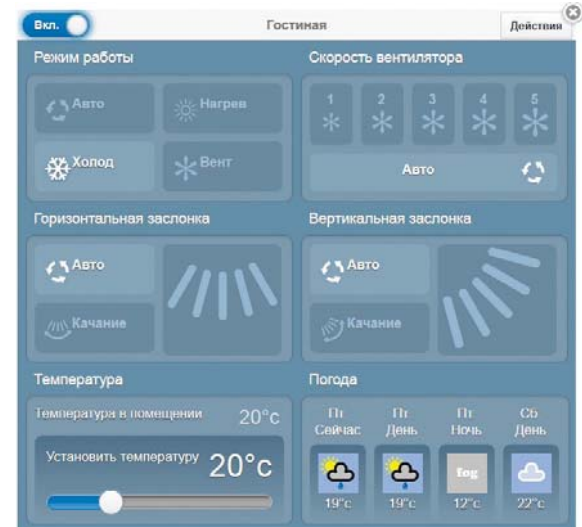 Вкл.
Гостиная
Действия
Режим работы
Авто
Нагрев
Холод
Вент
Скорость вентилятора
1 2 3 4 5
Авто
Горизонтальная заслонка
Авто
Качание
Вертикальная заслонка
Авто
Качание
Температура
Температура в помещении 20°c
Установить температуру 20°c
Погода
Пт Пт Пт Сб
Сейчас День Ночь День
fog
19°c 19°c 12°c 22°c